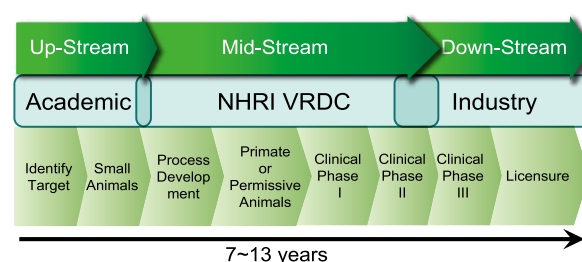 Up-Stream
Mid-Stream
Down-Stream
Academic
NHRI VRDC
Industry
Identify
Target
Small
Animals
Process
Develop
ment
Primate
or
Permissive
Animals
Clinical
Phase
I
Clinical
Phase
II
Clinical
Phase
III
Licensure
7~13 years